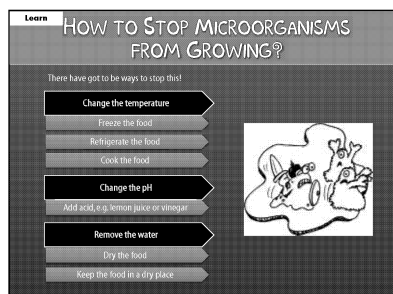 Learn
How to Stop Microorganisms
from Growing?
There have got to be ways to stop this!
Change the temperature
Freeze the food
Refrigerate the food
Cook the food
Change the pH
Add acid, e.g. lemon juice or vinegar
Remove the water
Dry the food
Keep the food in a dry place